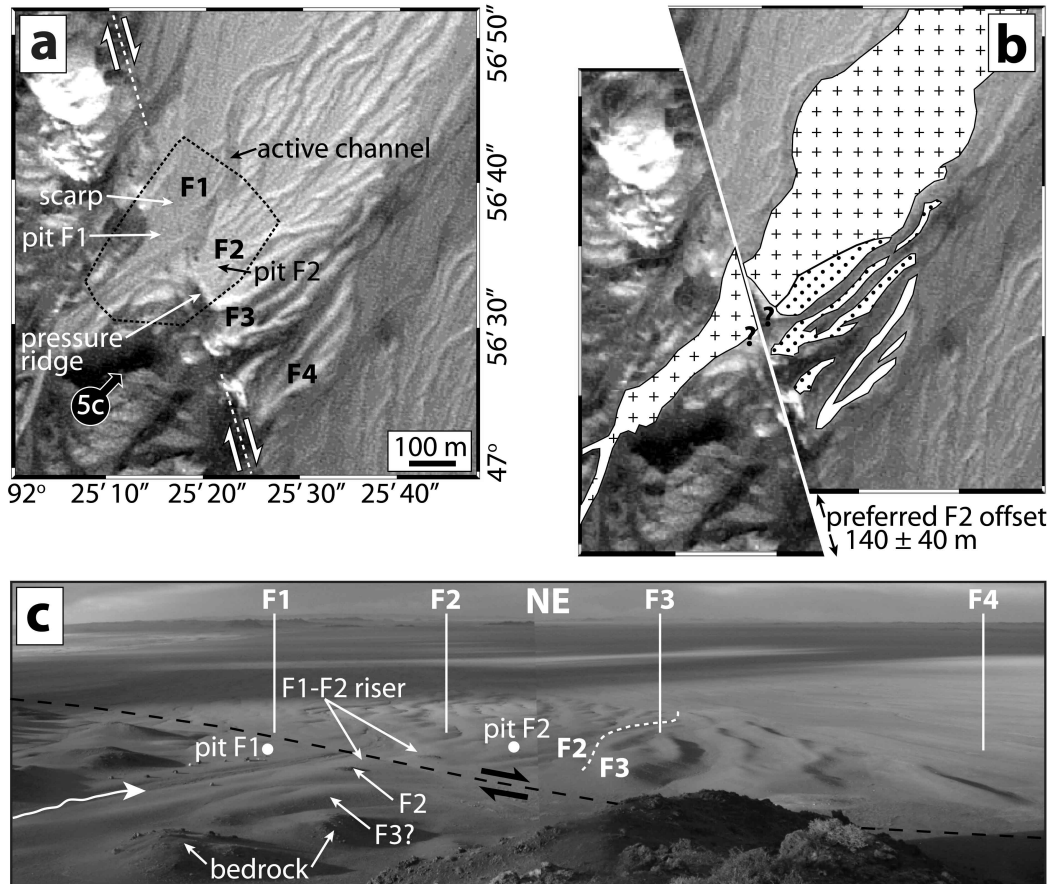 a
active channel
F1
scarp
pit F1
F2
pit F2
F3
pressure
ridge
F4
5c
100 m
56′ 50″
56′ 40″
56′ 30″
47°
92° 25′ 10″ 25′ 20″ 25′ 30″ 25′ 40″
b
?
?
preferred F2 offset
140 ± 40 m
c
F1 F2 NE F3 F4
F1-F2 riser
pit F1
pit F2
F2
F3
F2
F3?
bedrock